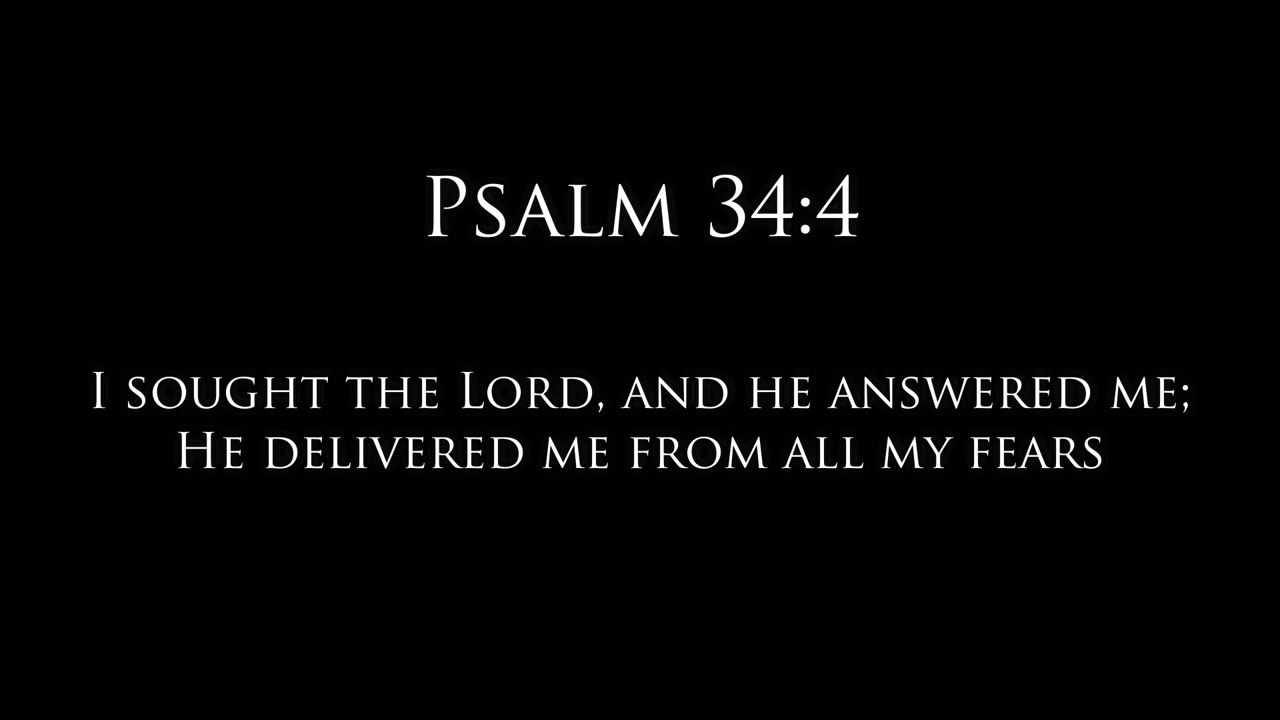 Psalm 34:4
I sought the Lord, and he answered me;
He delivered me from all my fears